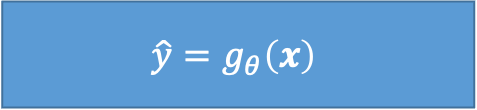 ŷ = g_θ(𝒙)